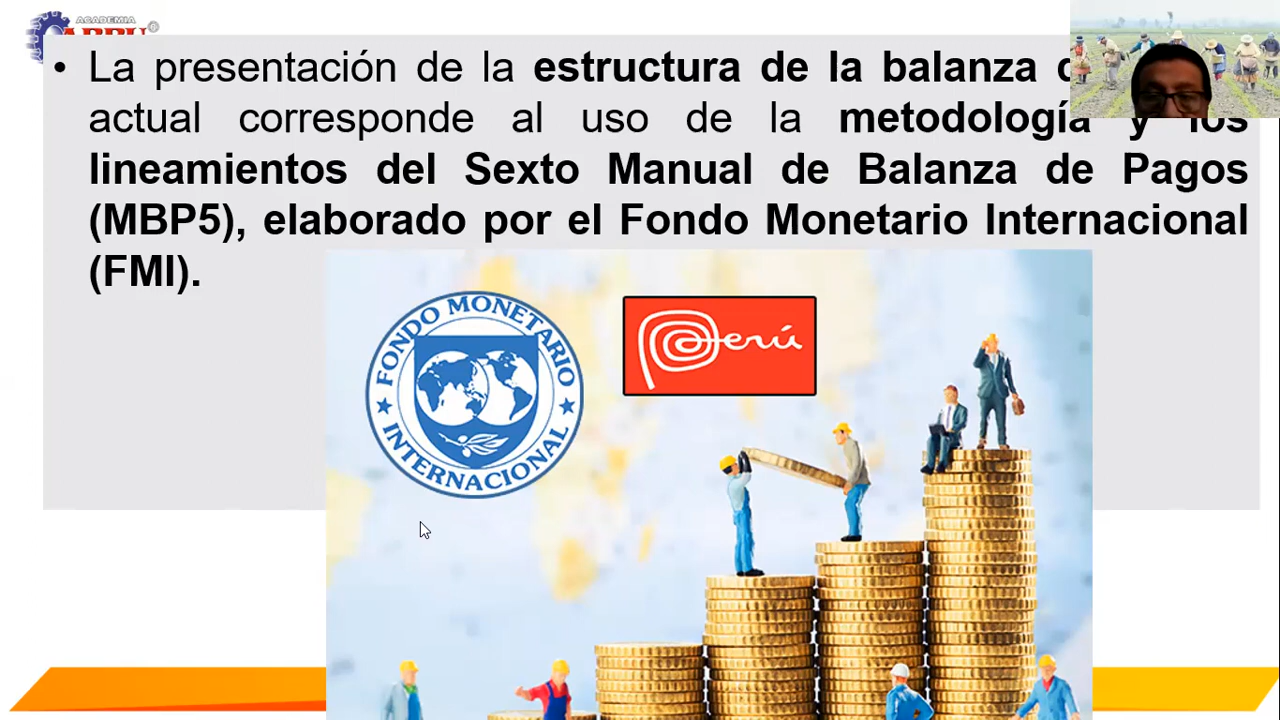 ACADEMIA
• La presentación de la estructura de la balanza
actual corresponde al uso de la metodología y los
lineamientos del Sexto Manual de Balanza de Pagos
(MBP5), elaborado por el Fondo Monetario Internacional
(FMI).
FONDO MONETARIO
INTERNACIONAL
Perú